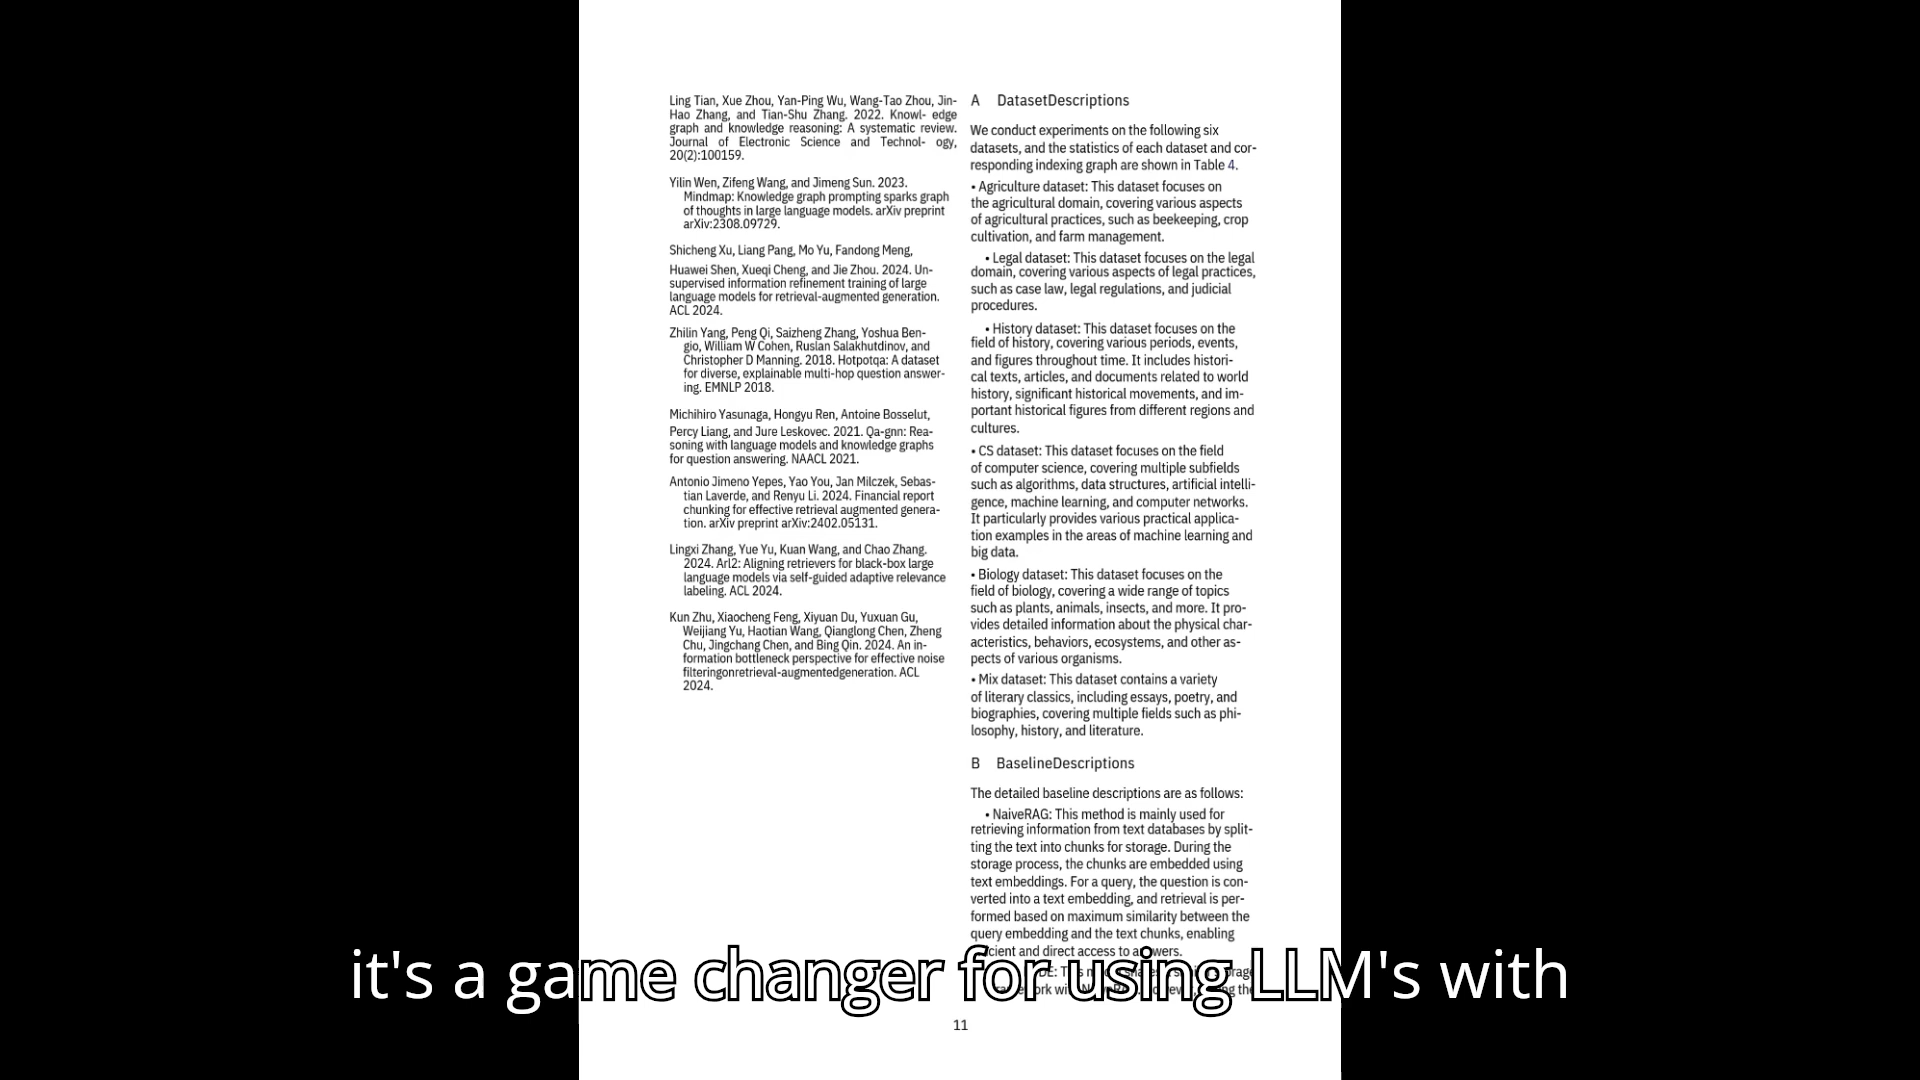 Ling Tian, Xue Zhou, Yan-Ping Wu, Wang-Tao Zhou, Jin-
Hao Zhang, and Tian-Shu Zhang. 2022. Knowl- edge
graph and knowledge reasoning: A systematic review.
Journal of Electronic Science and Technol- ogy,
20(2):100159.
Yilin Wen, Zifeng Wang, and Jimeng Sun. 2023.
Mindmap: Knowledge graph prompting sparks graph
of thoughts in large language models. arXiv preprint
arXiv:2308.09729.
Shicheng Xu, Liang Pang, Mo Yu, Fandong Meng,
Huawei Shen, Xueqi Cheng, and Jie Zhou. 2024. Un-
supervised information refinement training of large
language models for retrieval-augmented generation.
ACL 2024.
Zhilin Yang, Peng Qi, Saizheng Zhang, Yoshua Ben-
gio, William W Cohen, Ruslan Salakhutdinov, and
Christopher D Manning. 2018. Hotpotqa: A dataset
for diverse, explainable multi-hop question answer-
ing. EMNLP 2018.
Michihiro Yasunaga, Hongyu Ren, Antoine Bosselut,
Percy Liang, and Jure Leskovec. 2021. Qa-gnn: Rea-
soning with language models and knowledge graphs
for question answering. NAACL 2021.
Antonio Jimeno Yepes, Yao You, Jan Milczek, Sebas-
tian Laverde, and Renyu Li. 2024. Financial report
chunking for effective retrieval augmented genera-
tion. arXiv preprint arXiv:2402.05131.
Lingxi Zhang, Yue Yu, Kuan Wang, and Chao Zhang.
2024. Arl2: Aligning retrievers for black-box large
language models via self-guided adaptive relevance
labeling. ACL 2024.
Kun Zhu, Xiaocheng Feng, Xiyuan Du, Yuxuan Gu,
Weijiang Yu, Haotian Wang, Qianglong Chen, Zheng
Chu, Jingchang Chen, and Bing Qin. 2024. An in-
formation bottleneck perspective for effective noise
filteringonretrieval-augmentedgeneration. ACL
2024.
A DatasetDescriptions
We conduct experiments on the following six
datasets, and the statistics of each dataset and cor-
responding indexing graph are shown in Table 4.
• Agriculture dataset: This dataset focuses on
the agricultural domain, covering various aspects
of agricultural practices, such as beekeeping, crop
cultivation, and farm management.
• Legal dataset: This dataset focuses on the legal
domain, covering various aspects of legal practices,
such as case law, legal regulations, and judicial
procedures.
• History dataset: This dataset focuses on the
field of history, covering various periods, events,
and figures throughout time. It includes histori-
cal texts, articles, and documents related to world
history, significant historical movements, and im-
portant historical figures from different regions and
cultures.
• CS dataset: This dataset focuses on the field
of computer science, covering multiple subfields
such as algorithms, data structures, artificial intelli-
gence, machine learning, and computer networks.
It particularly provides various practical applica-
tion examples in the areas of machine learning and
big data.
• Biology dataset: This dataset focuses on the
field of biology, covering a wide range of topics
such as plants, animals, insects, and more. It pro-
vides detailed information about the physical char-
acteristics, behaviors, ecosystems, and other as-
pects of various organisms.
• Mix dataset: This dataset contains a variety
of literary classics, including essays, poetry, and
biographies, covering multiple fields such as phi-
losophy, history, and literature.
B BaselineDescriptions
The detailed baseline descriptions are as follows:
• NaiveRAG: This method is mainly used for
retrieving information from text databases by split-
ting the text into chunks for storage. During the
storage process, the chunks are embedded using
text embeddings. For a query, the question is con-
verted into a text embedding, and retrieval is per-
formed based on maximum similarity between the
query embedding and the text chunks, enabling
and direct access to
it's a game changer for using LLM's with
11